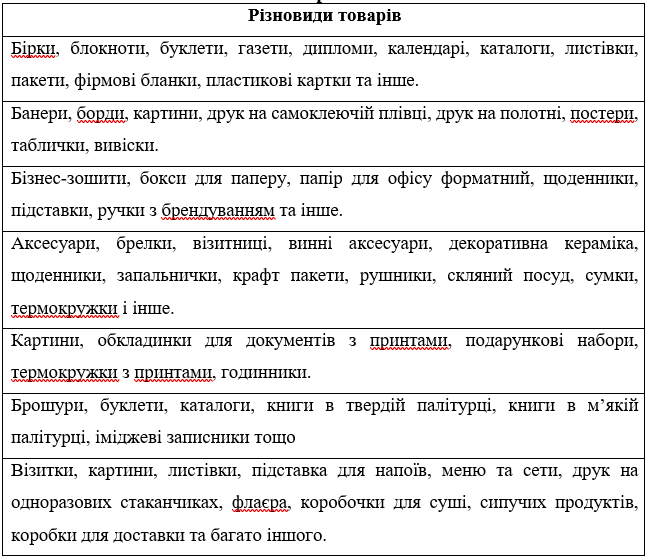 Різновиди товарів
Бірки, блокноти, буклети, газети, дипломи, календарі, каталоги, листівки,
пакети, фірмові бланки, пластикові картки та інше.
Банери, борди, картини, друк на самоклеючій плівці, друк на полотні, постери,
таблички, вивіски.
Бізнес-зошити, бокси для паперу, папір для офісу форматний, щоденники,
підставки, ручки з брендуванням та інше.
Аксесуари, брелки, візитниці, винні аксесуари, декоративна кераміка,
щоденники, запальнички, крафт пакети, рушники, скляний посуд, сумки,
термокружки і інше.
Картини, обкладинки для документів з принтами, подарункові набори,
термокружки з принтами, годинники.
Брошури, буклети, каталоги, книги в твердій палітурці, книги в м’якій
палітурці, іміджеві записники тощо
Візитки, картини, листівки, підставка для напоїв, меню та сети, друк на
одноразових стаканчиках, флаєра, коробочки для суші, сипучих продуктів,
коробки для доставки та багато іншого.